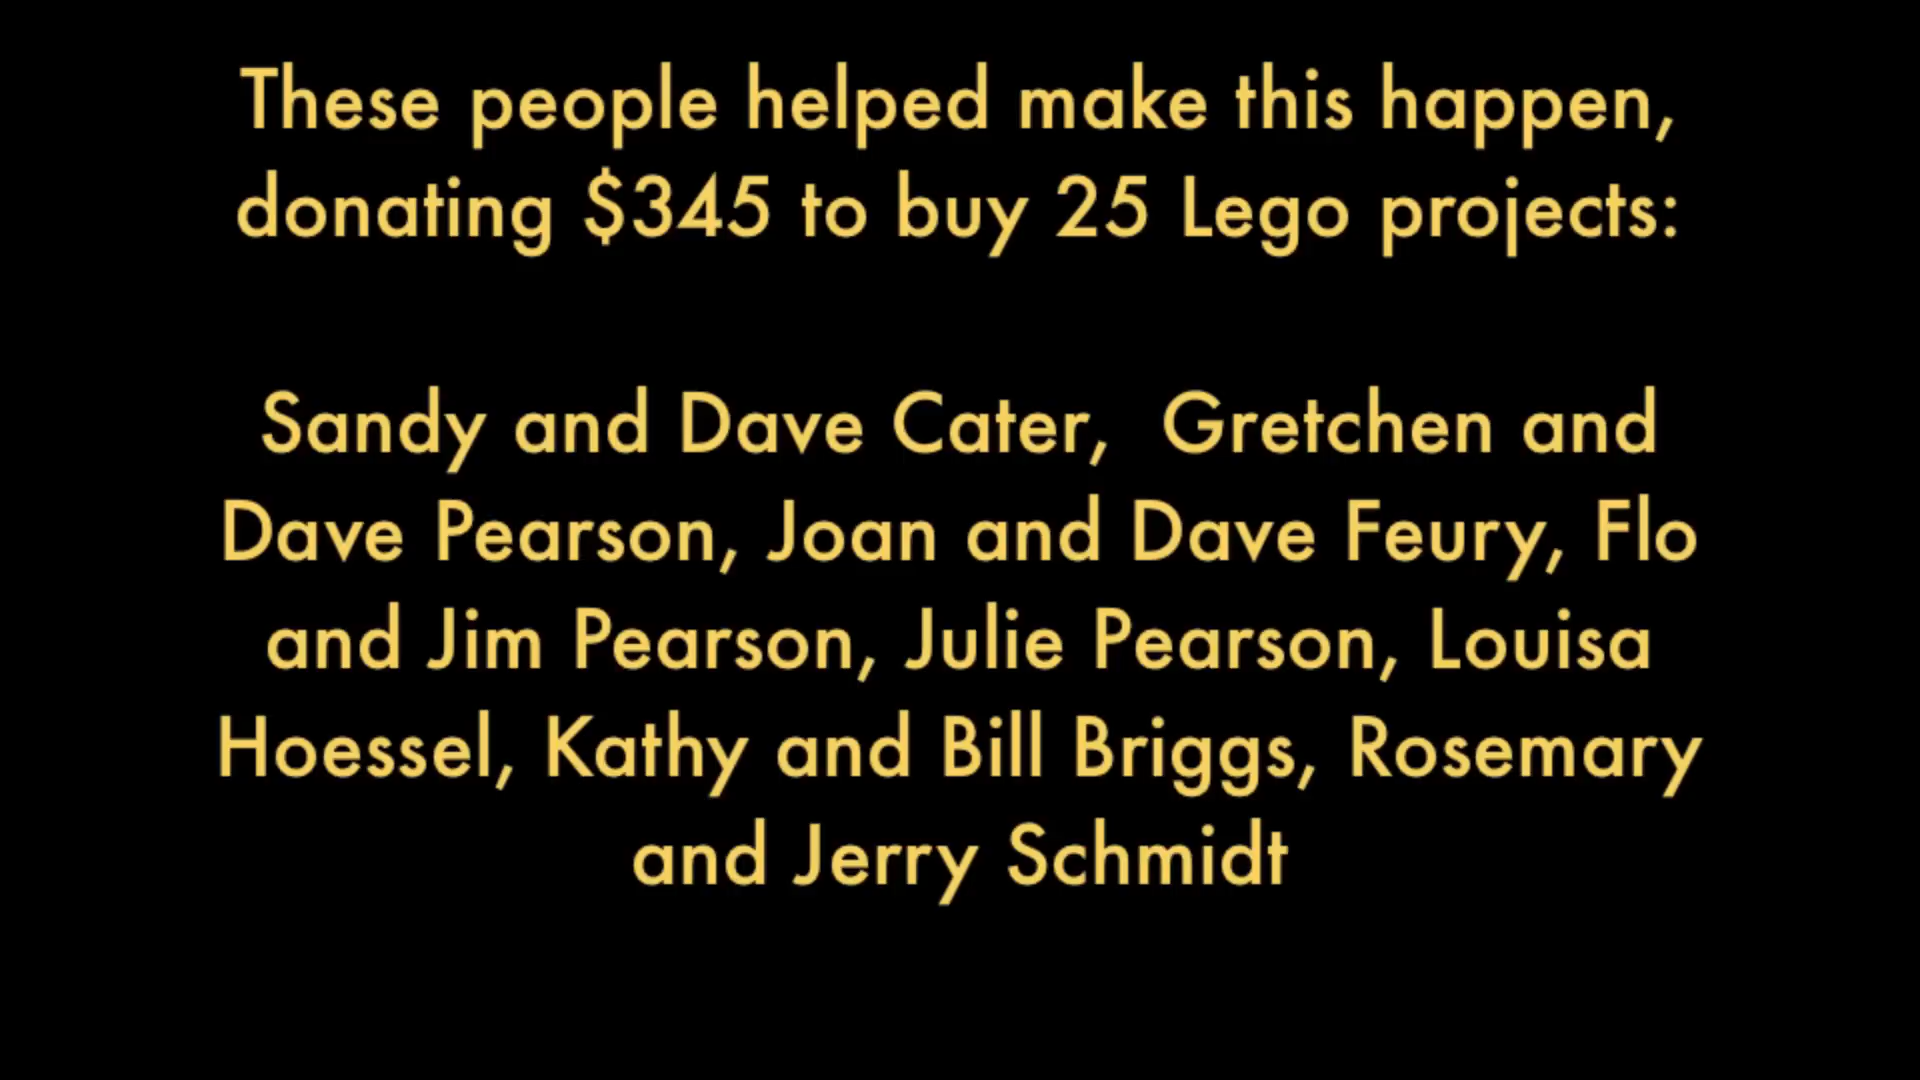 These people helped make this happen,
donating $345 to buy 25 Lego projects:
Sandy and Dave Cater,  Gretchen and
Dave Pearson, Joan and Dave Feury, Flo
and Jim Pearson, Julie Pearson, Louisa
Hoessel, Kathy and Bill Briggs, Rosemary
and Jerry Schmidt